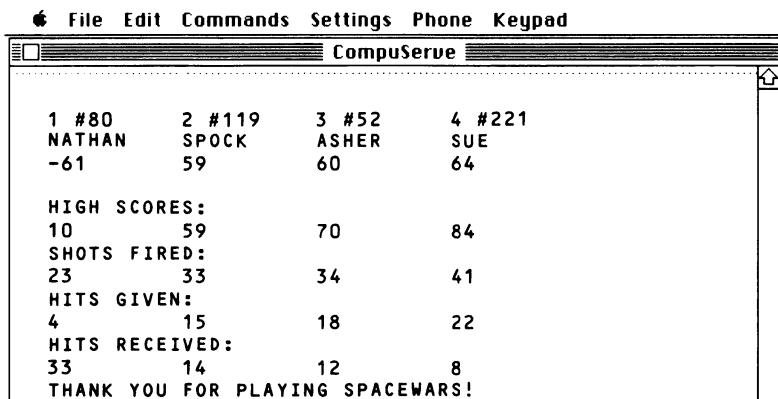 File Edit Commands Settings Phone Keypad
CompuServe
1 #80 2 #119 3 #52 4 #221
NATHAN SPOCK ASHER SUE
-61 59 60 64
HIGH SCORES:
10 59 70 84
SHOTS FIRED:
23 33 34 41
HITS GIVEN:
4 15 18 22
HITS RECEIVED:
33 14 12 8
THANK YOU FOR PLAYING SPACEWARS!